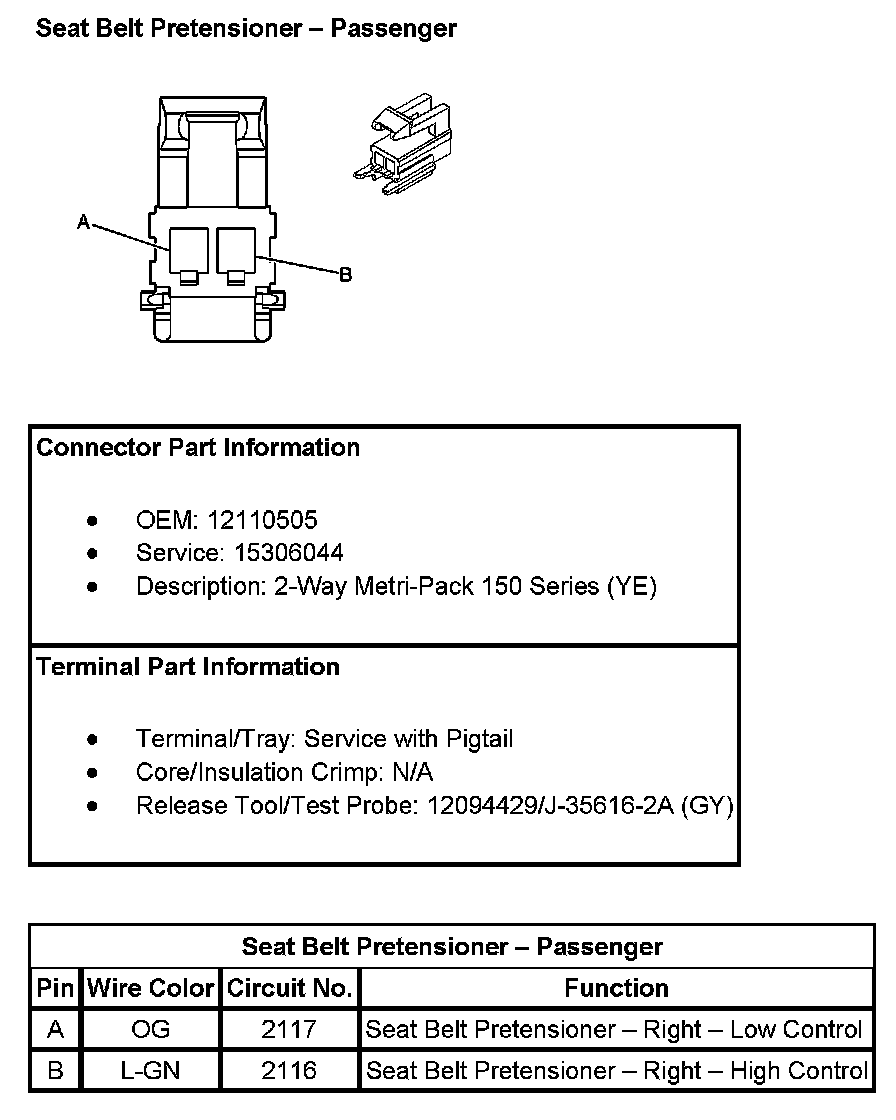 Seat Belt Pretensioner – Passenger
A
B
Connector Part Information
• OEM: 12110505
• Service: 15306044
• Description: 2-Way Metri-Pack 150 Series (YE)
Terminal Part Information
• Terminal/Tray: Service with Pigtail
• Core/Insulation Crimp: N/A
• Release Tool/Test Probe: 12094429/J-35616-2A (GY)
Seat Belt Pretensioner – Passenger
Pin Wire Color Circuit No. Function
A OG 2117 Seat Belt Pretensioner – Right – Low Control
B L-GN 2116 Seat Belt Pretensioner – Right – High Control